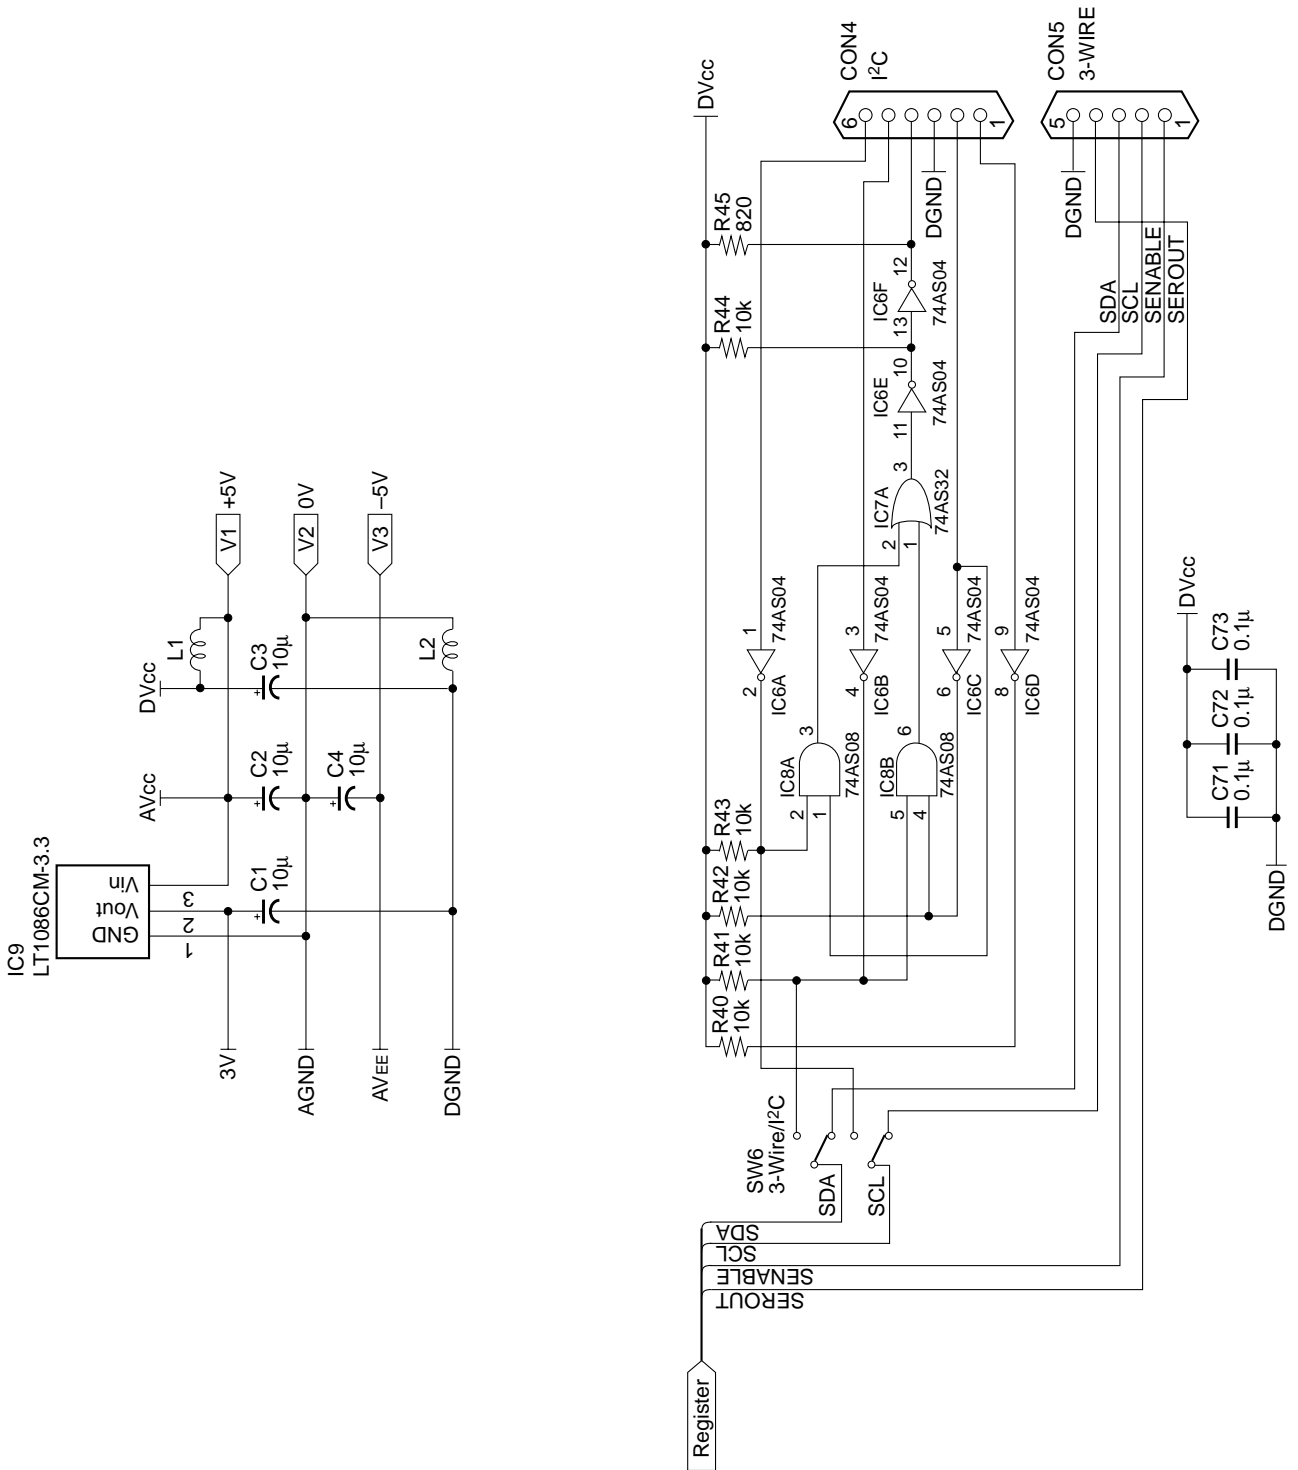 IC9
LT1086CM-3.3
GND
Vout
Vin
1
2
3
3V
AGND
AVEE
DGND
AVcc
DVcc
C1
10µ
C2
10µ
C4
10µ
C3
10µ
L1
L2
V1
+5V
V2
0V
V3
–5V
Register
SDA
SCL
SENABLE
SEROUT
SW6
3-Wire/I²C
SDA
SCL
R40
10k
R41
10k
R42
10k
R43
10k
R44
10k
R45
820
DVcc
IC8A
2
1
3
74AS08
IC8B
5
4
6
74AS08
2
1
IC6A
74AS04
4
3
IC6B
74AS04
6
5
IC6C
74AS04
8
9
IC6D
74AS04
IC7A
2
1
3
74AS32
IC6E
11
10
74AS04
IC6F
13
12
74AS04
CON4
I²C
6
1
DGND
CON5
3-WIRE
5
1
DGND
SDA
SCL
SENABLE
SEROUT
DVcc
C71
0.1µ
C72
0.1µ
C73
0.1µ
DGND